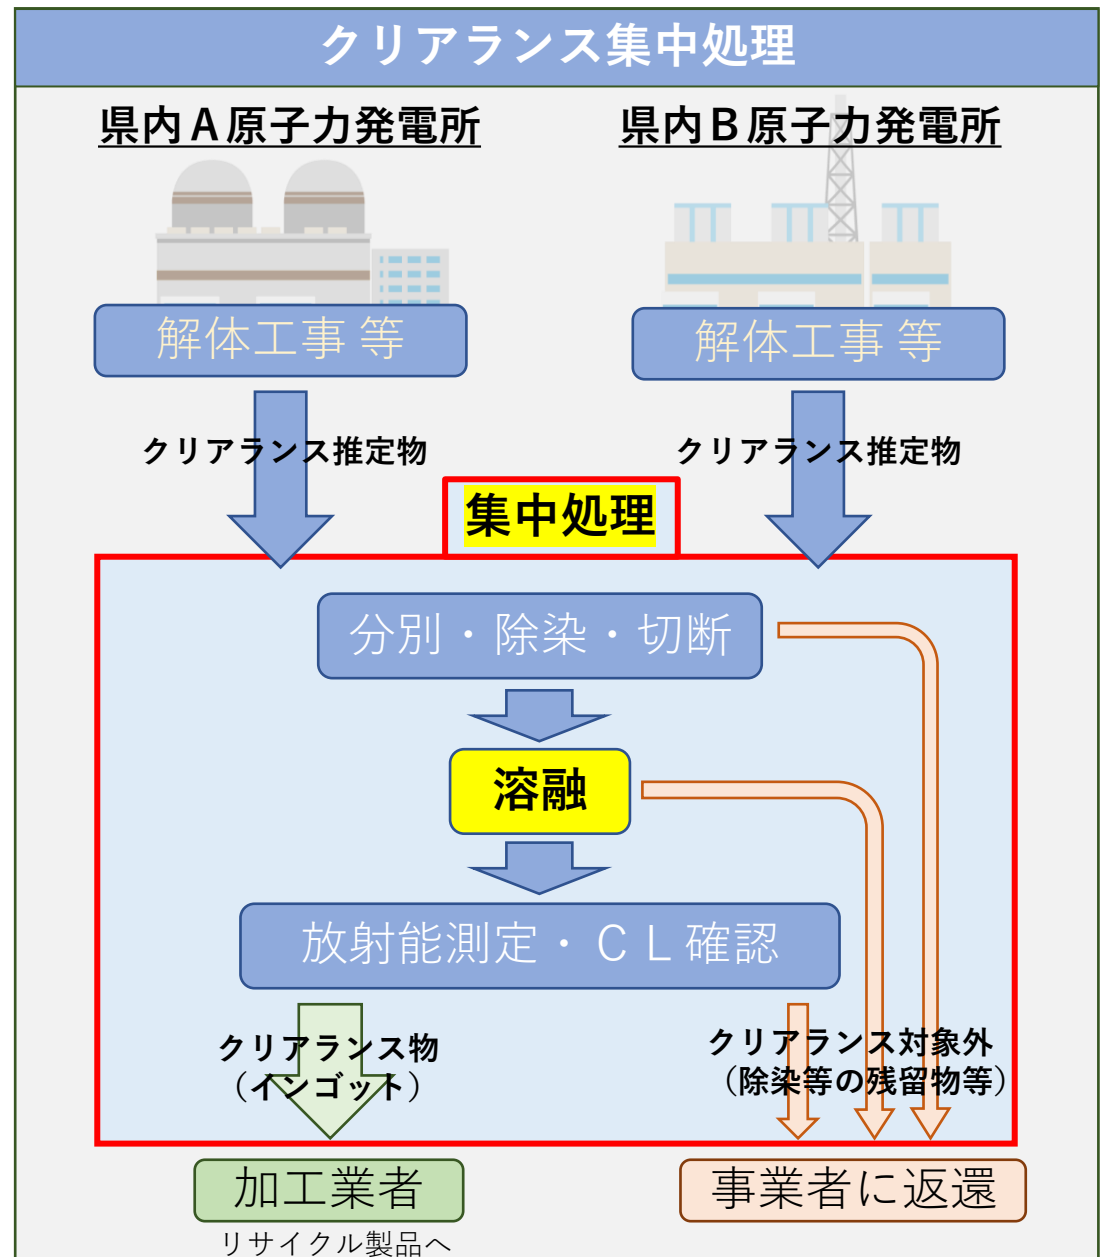 クリアランス集中処理
県内Ａ原子力発電所
県内Ｂ原子力発電所
解体工事 等
解体工事 等
クリアランス推定物
クリアランス推定物
集中処理
分別・除染・切断
溶融
放射能測定・ＣＬ確認
クリアランス物
（インゴット）
クリアランス対象外
（除染等の残留物等）
加工業者
事業者に返還
リサイクル製品へ